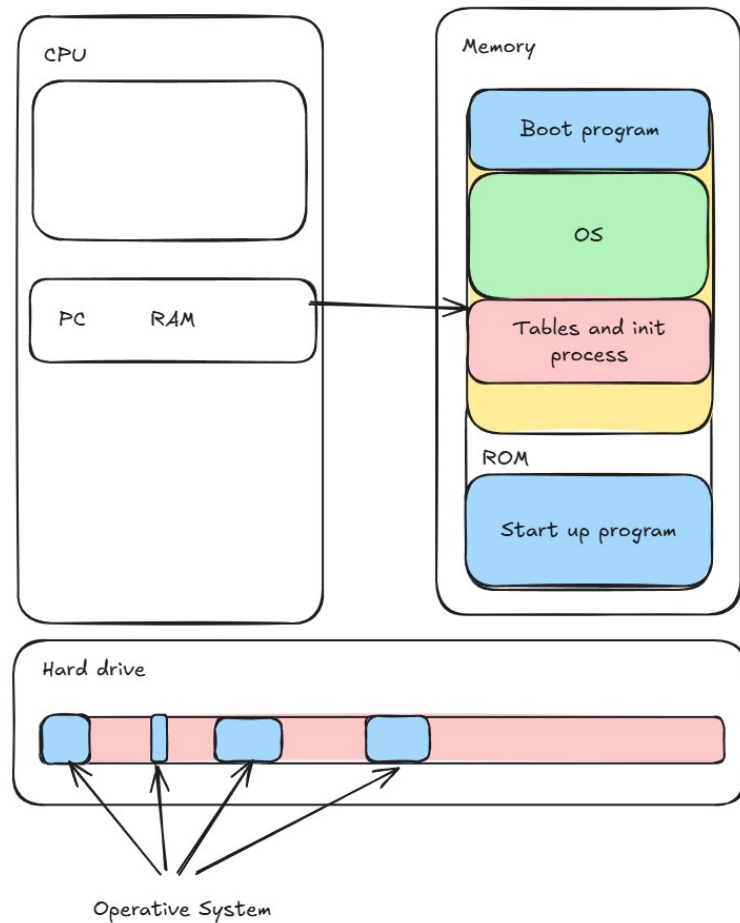 CPU
PC RAM
Memory
Boot program
OS
Tables and init
process
ROM
Start up program
Hard drive
Operative System